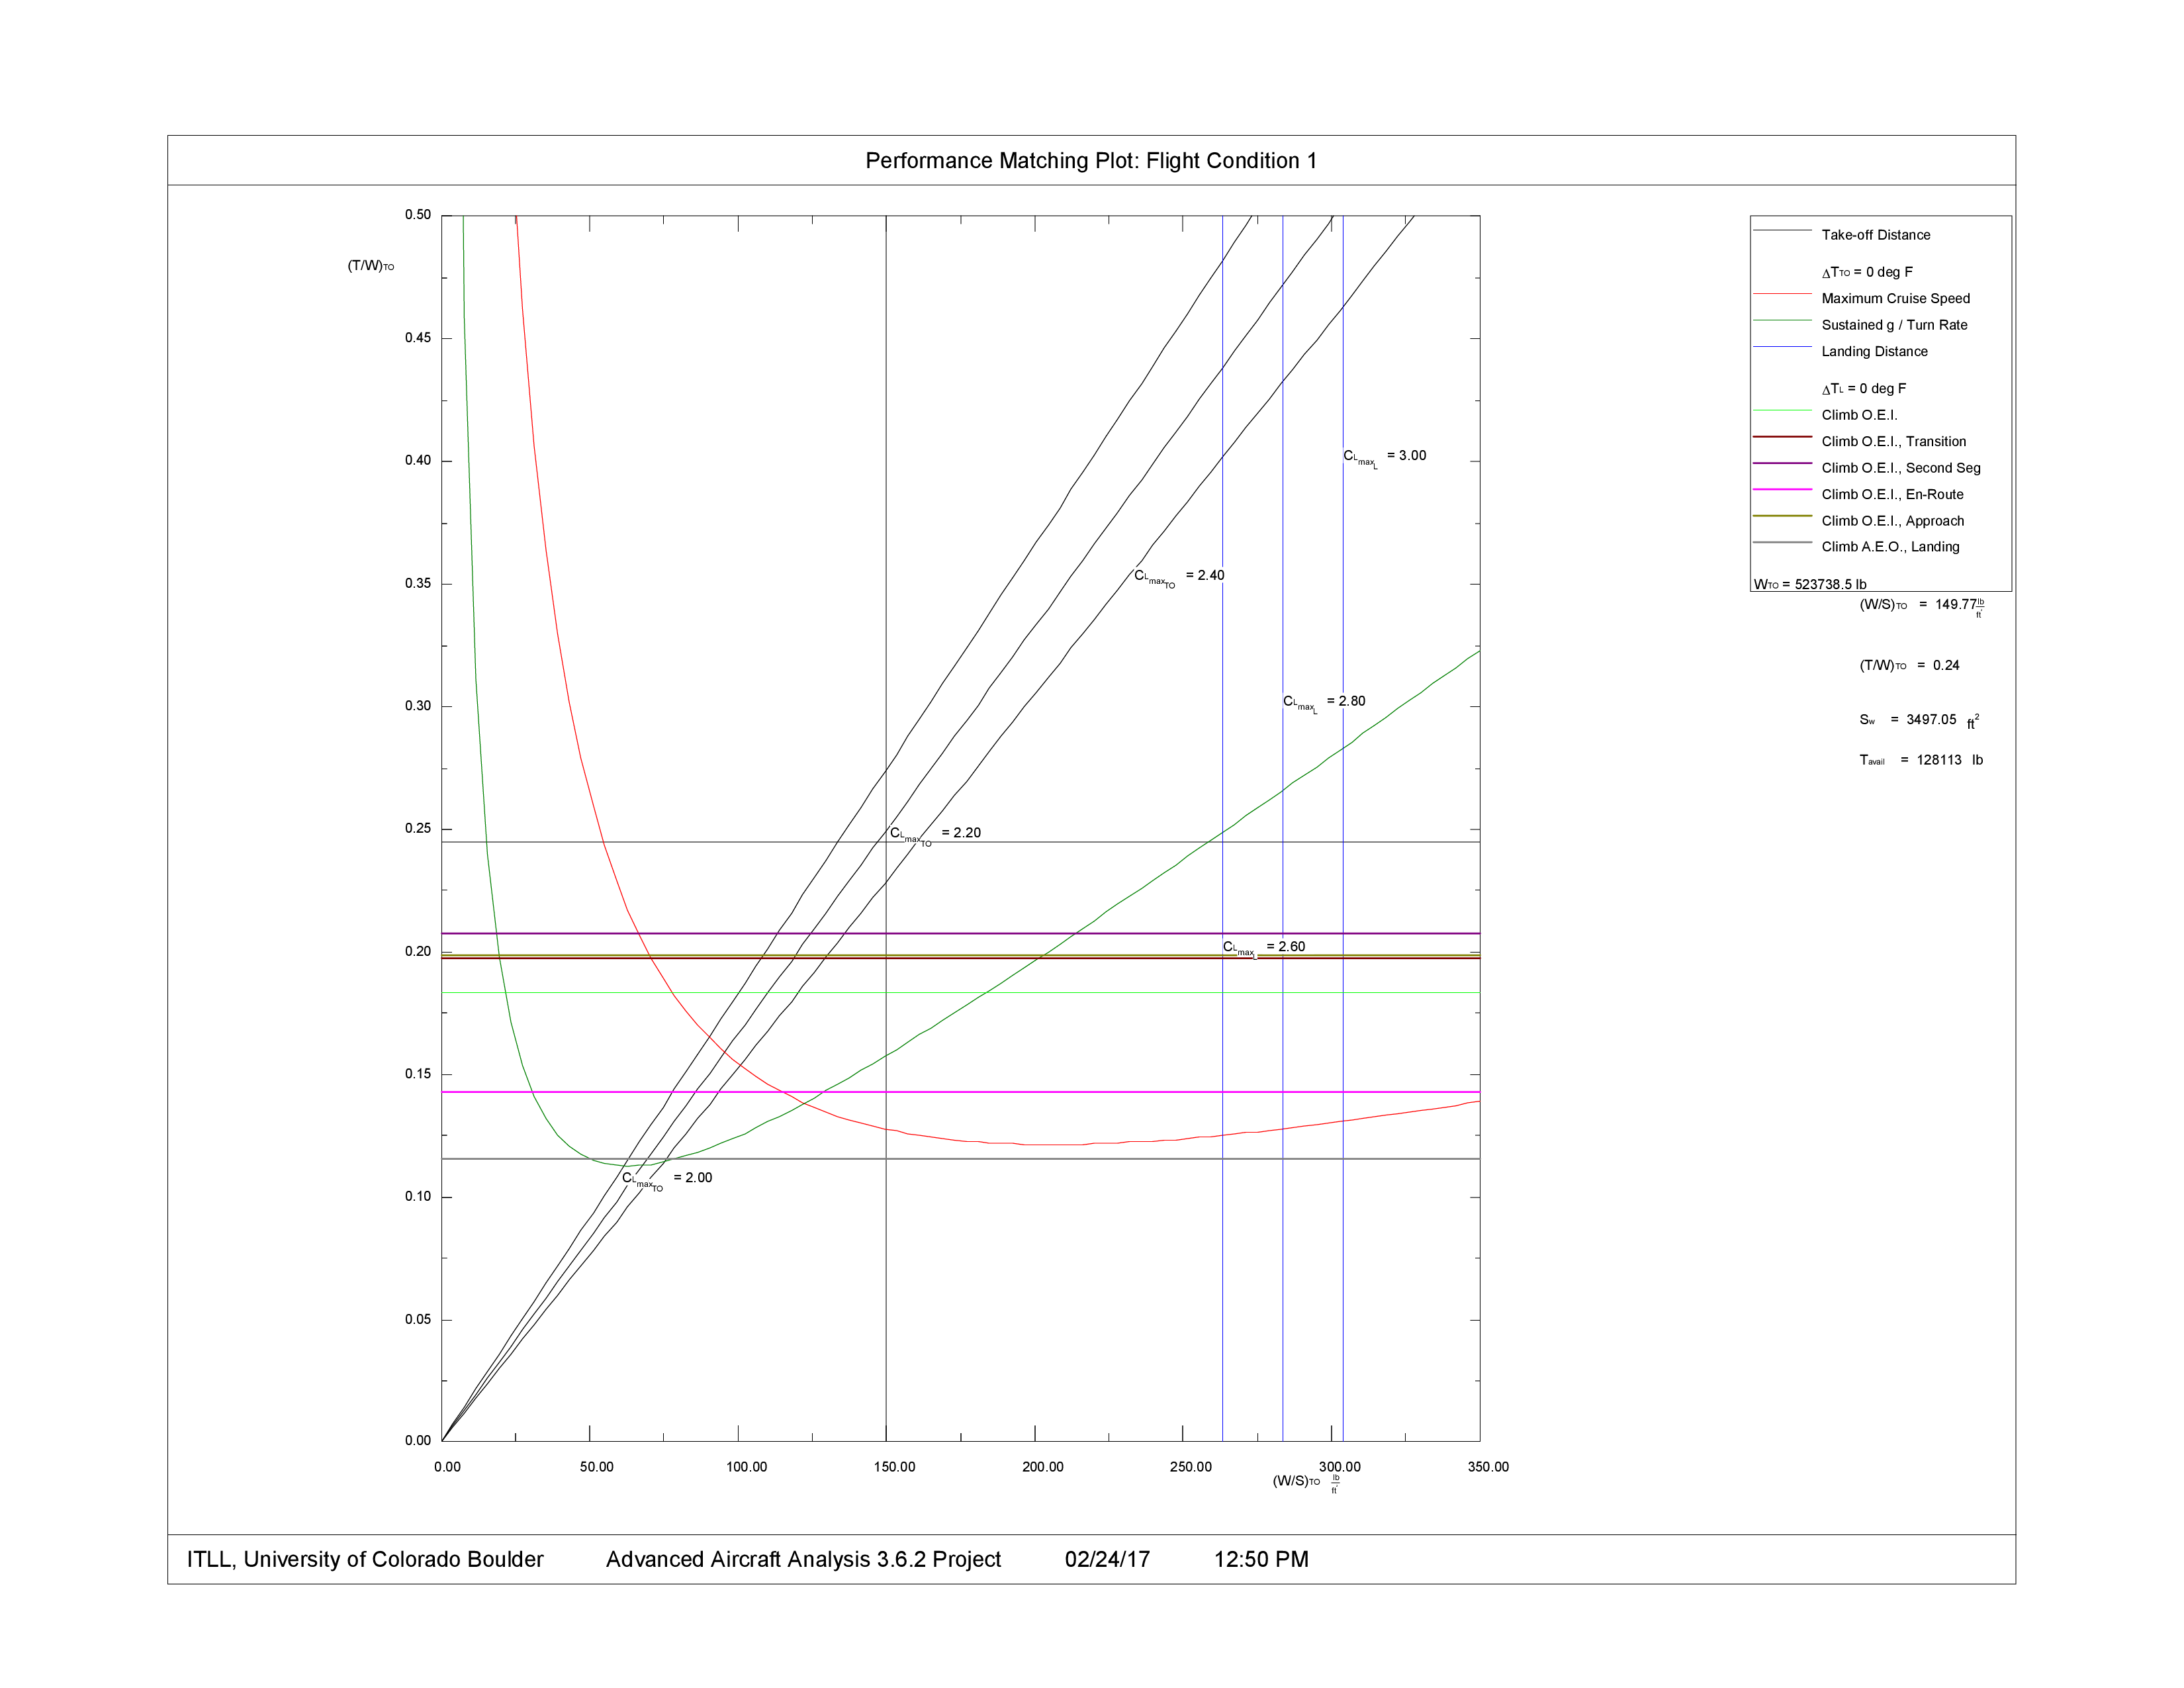 Performance Matching Plot: Flight Condition 1
0.50
(T/W)TO
0.45
0.40
0.35
0.30
0.25
0.20
0.15
0.10
0.05
0.00
0.00 50.00 100.00 150.00 200.00 250.00 300.00 350.00
(W/S)TO lb/ft²
CLmaxL = 3.00
CLmaxTO = 2.40
CLmaxL = 2.80
CLmaxTO = 2.20
CLmaxL = 2.60
CLmaxTO = 2.00
Take-off Distance
ΔTTO = 0 deg F
Maximum Cruise Speed
Sustained g / Turn Rate
Landing Distance
ΔTL = 0 deg F
Climb O.E.I.
Climb O.E.I., Transition
Climb O.E.I., Second Seg
Climb O.E.I., En-Route
Climb O.E.I., Approach
Climb A.E.O., Landing
WTO = 523738.5 lb
(W/S)TO = 149.77 lb/ft²
(T/W)TO = 0.24
Sw = 3497.05 ft²
Tavail = 128113 lb
ITLL, University of Colorado Boulder Advanced Aircraft Analysis 3.6.2 Project 02/24/17 12:50 PM